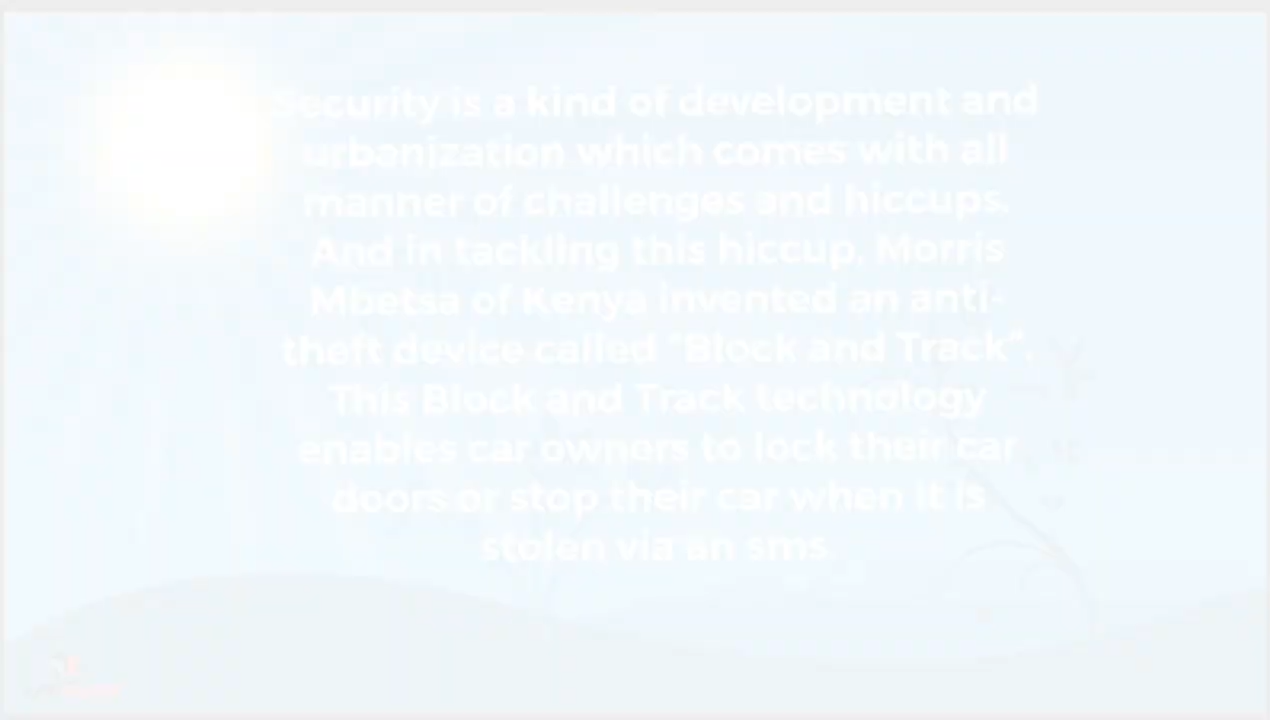 Security is a kind of development and
urbanization which comes with all
manner of challenges and hiccups.
And in tackling this hiccup, Morris
Mbetsa of Kenya invented an anti-
theft device called "Block and Track".
This Block and Track technology
enables car owners to lock their car
doors or stop their car when it is
stolen via an sms